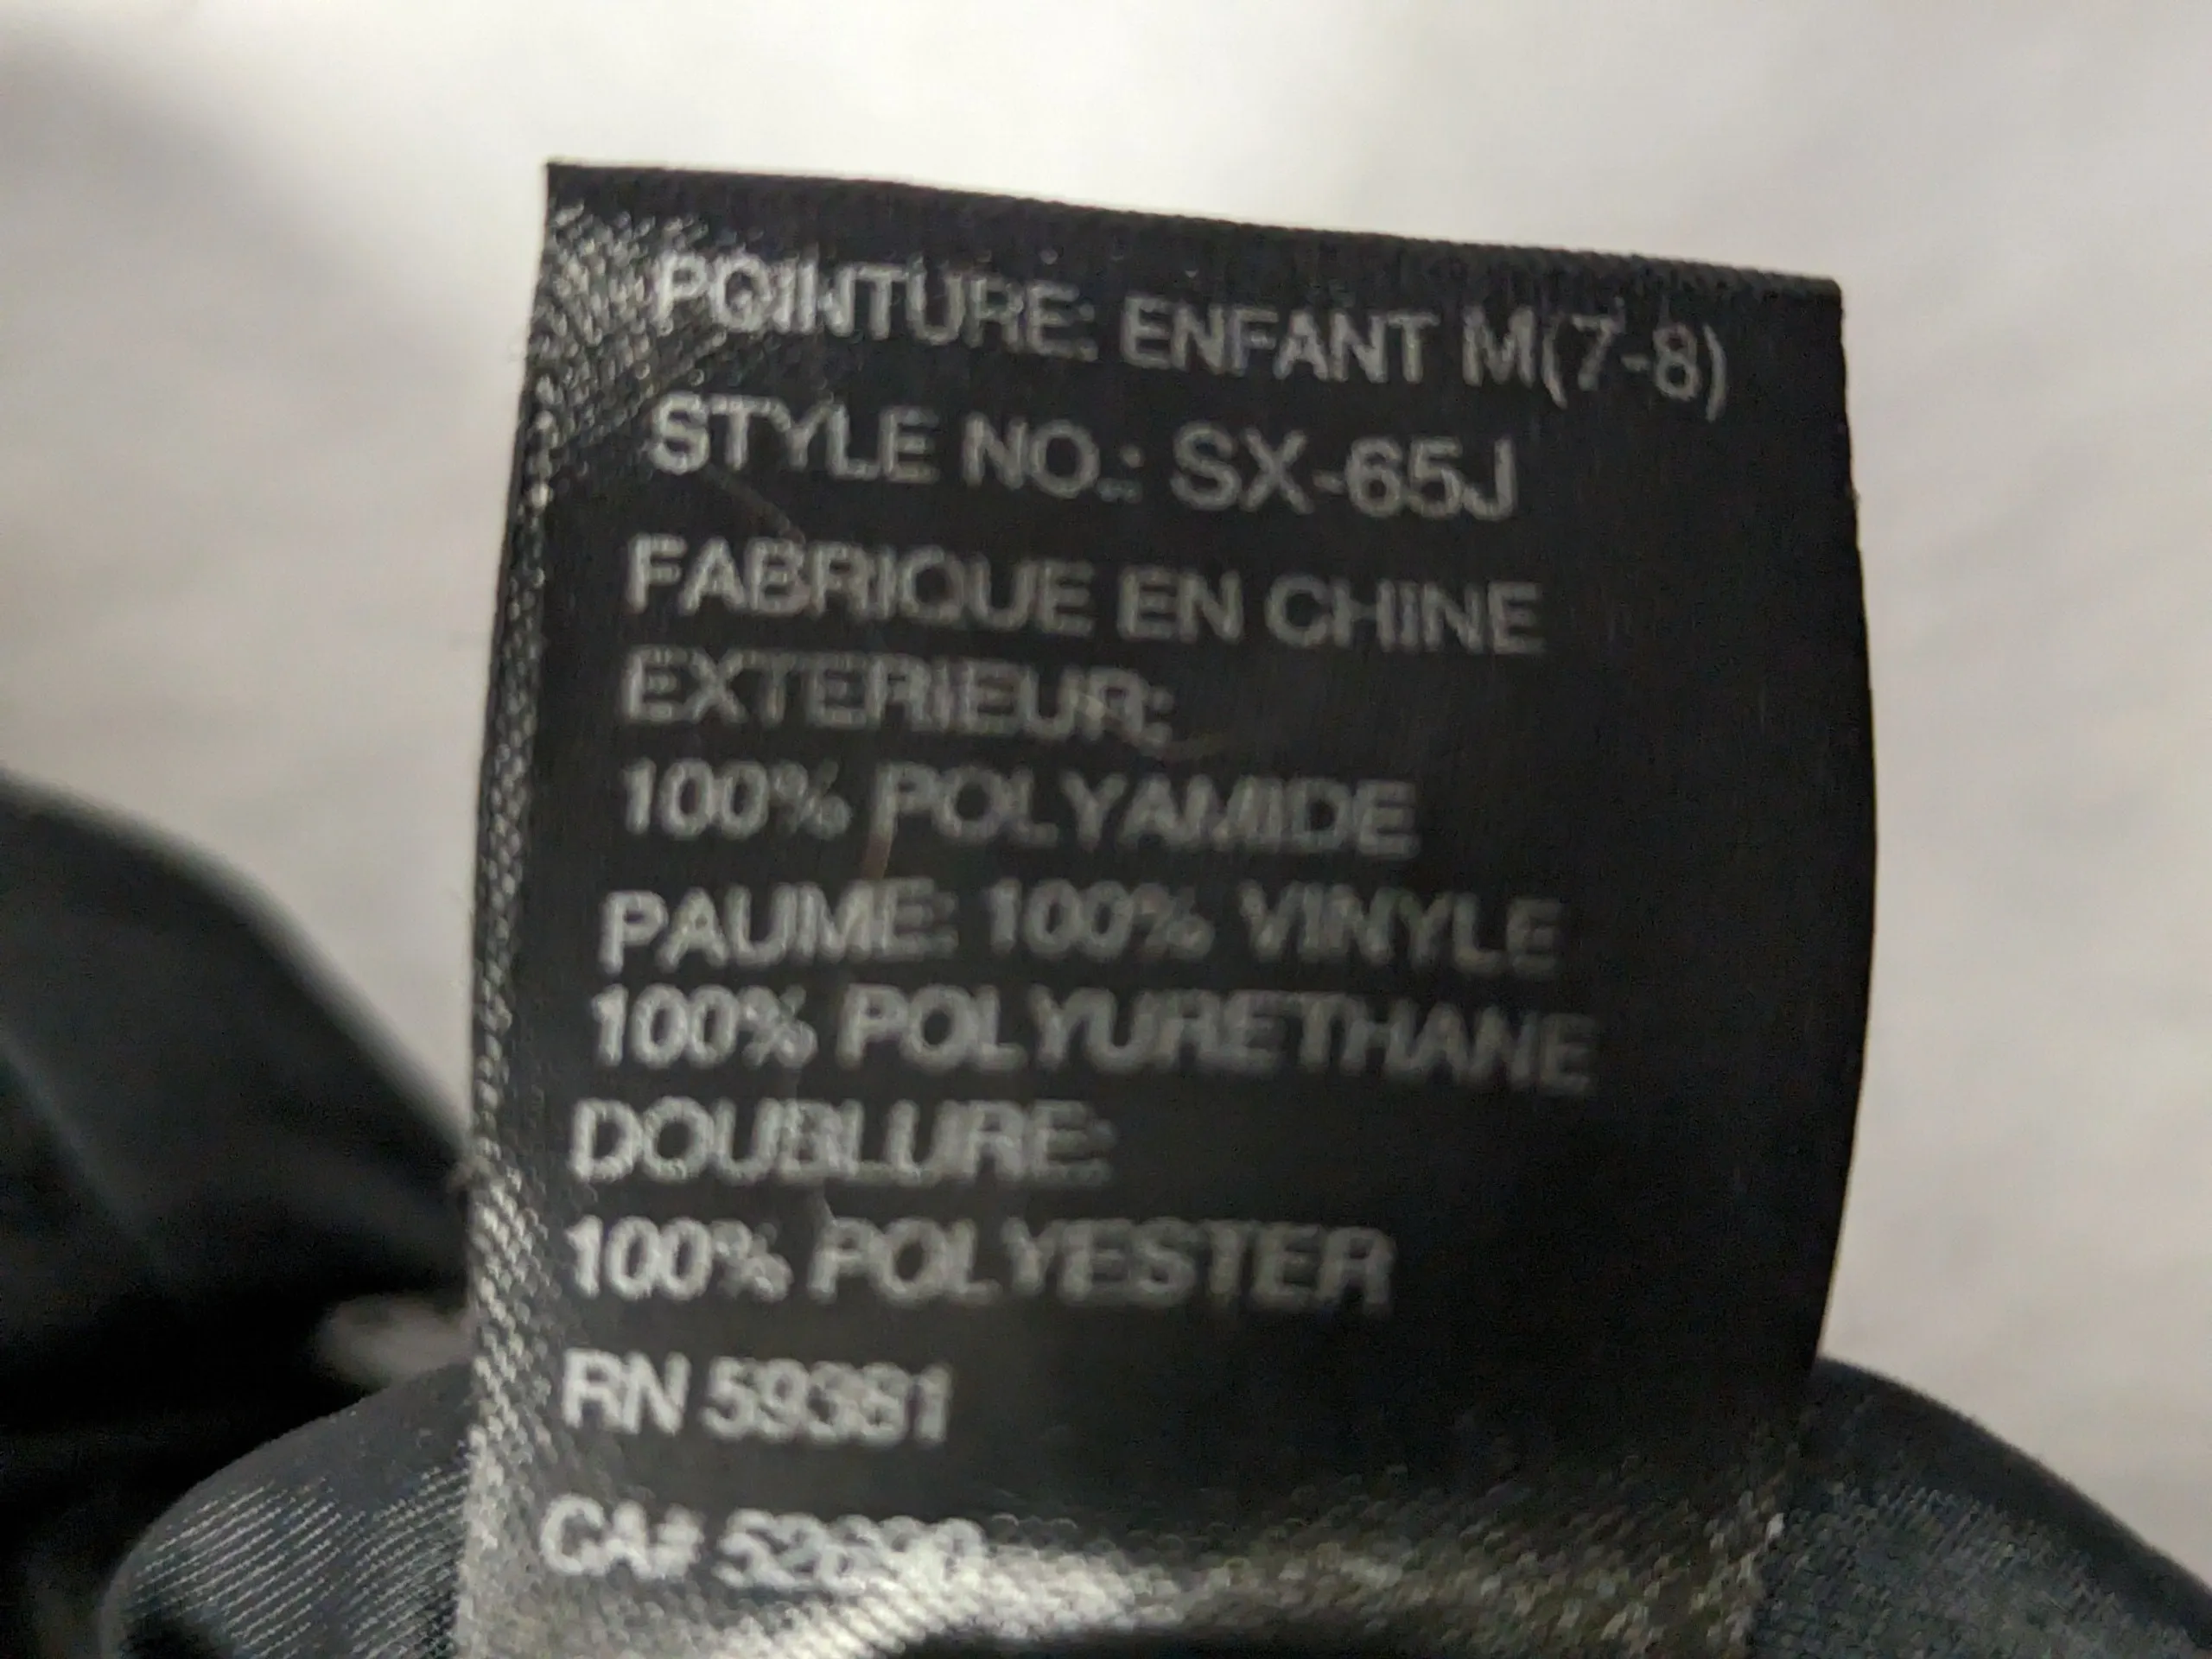 POINTURE: ENFANT M(7-8)
STYLE NO.: SX-65J
FABRIQUE EN CHINE
EXTERIEUR:
100% POLYAMIDE
PAUME: 100% VINYLE
100% POLYURETHANE
DOUBLURE:
100% POLYESTER
RN 59381
CA#